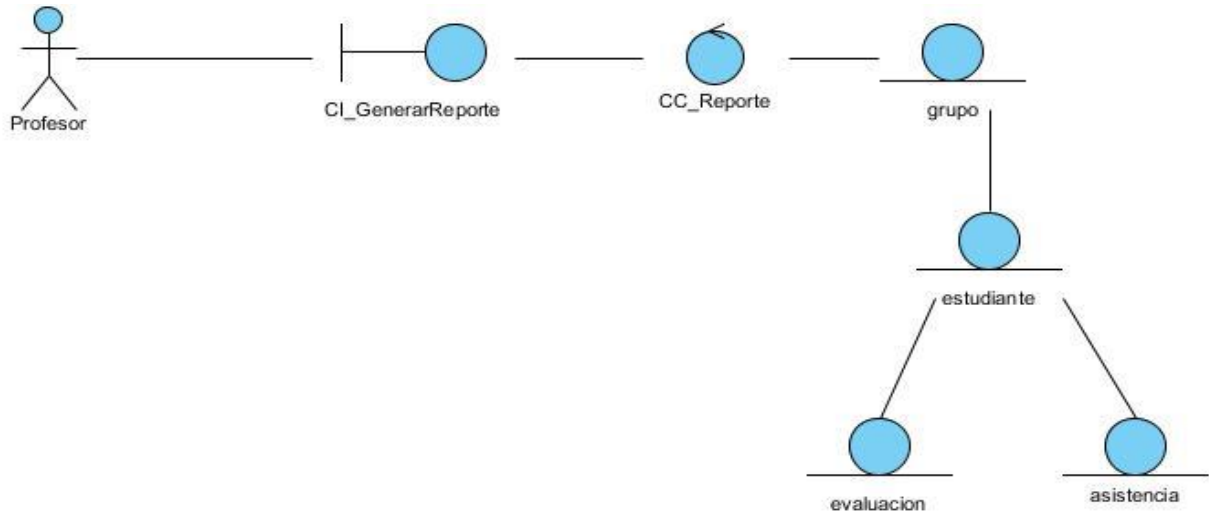 Profesor
CI_GenerarReporte
CC_Reporte
grupo
estudiante
evaluacion
asistencia